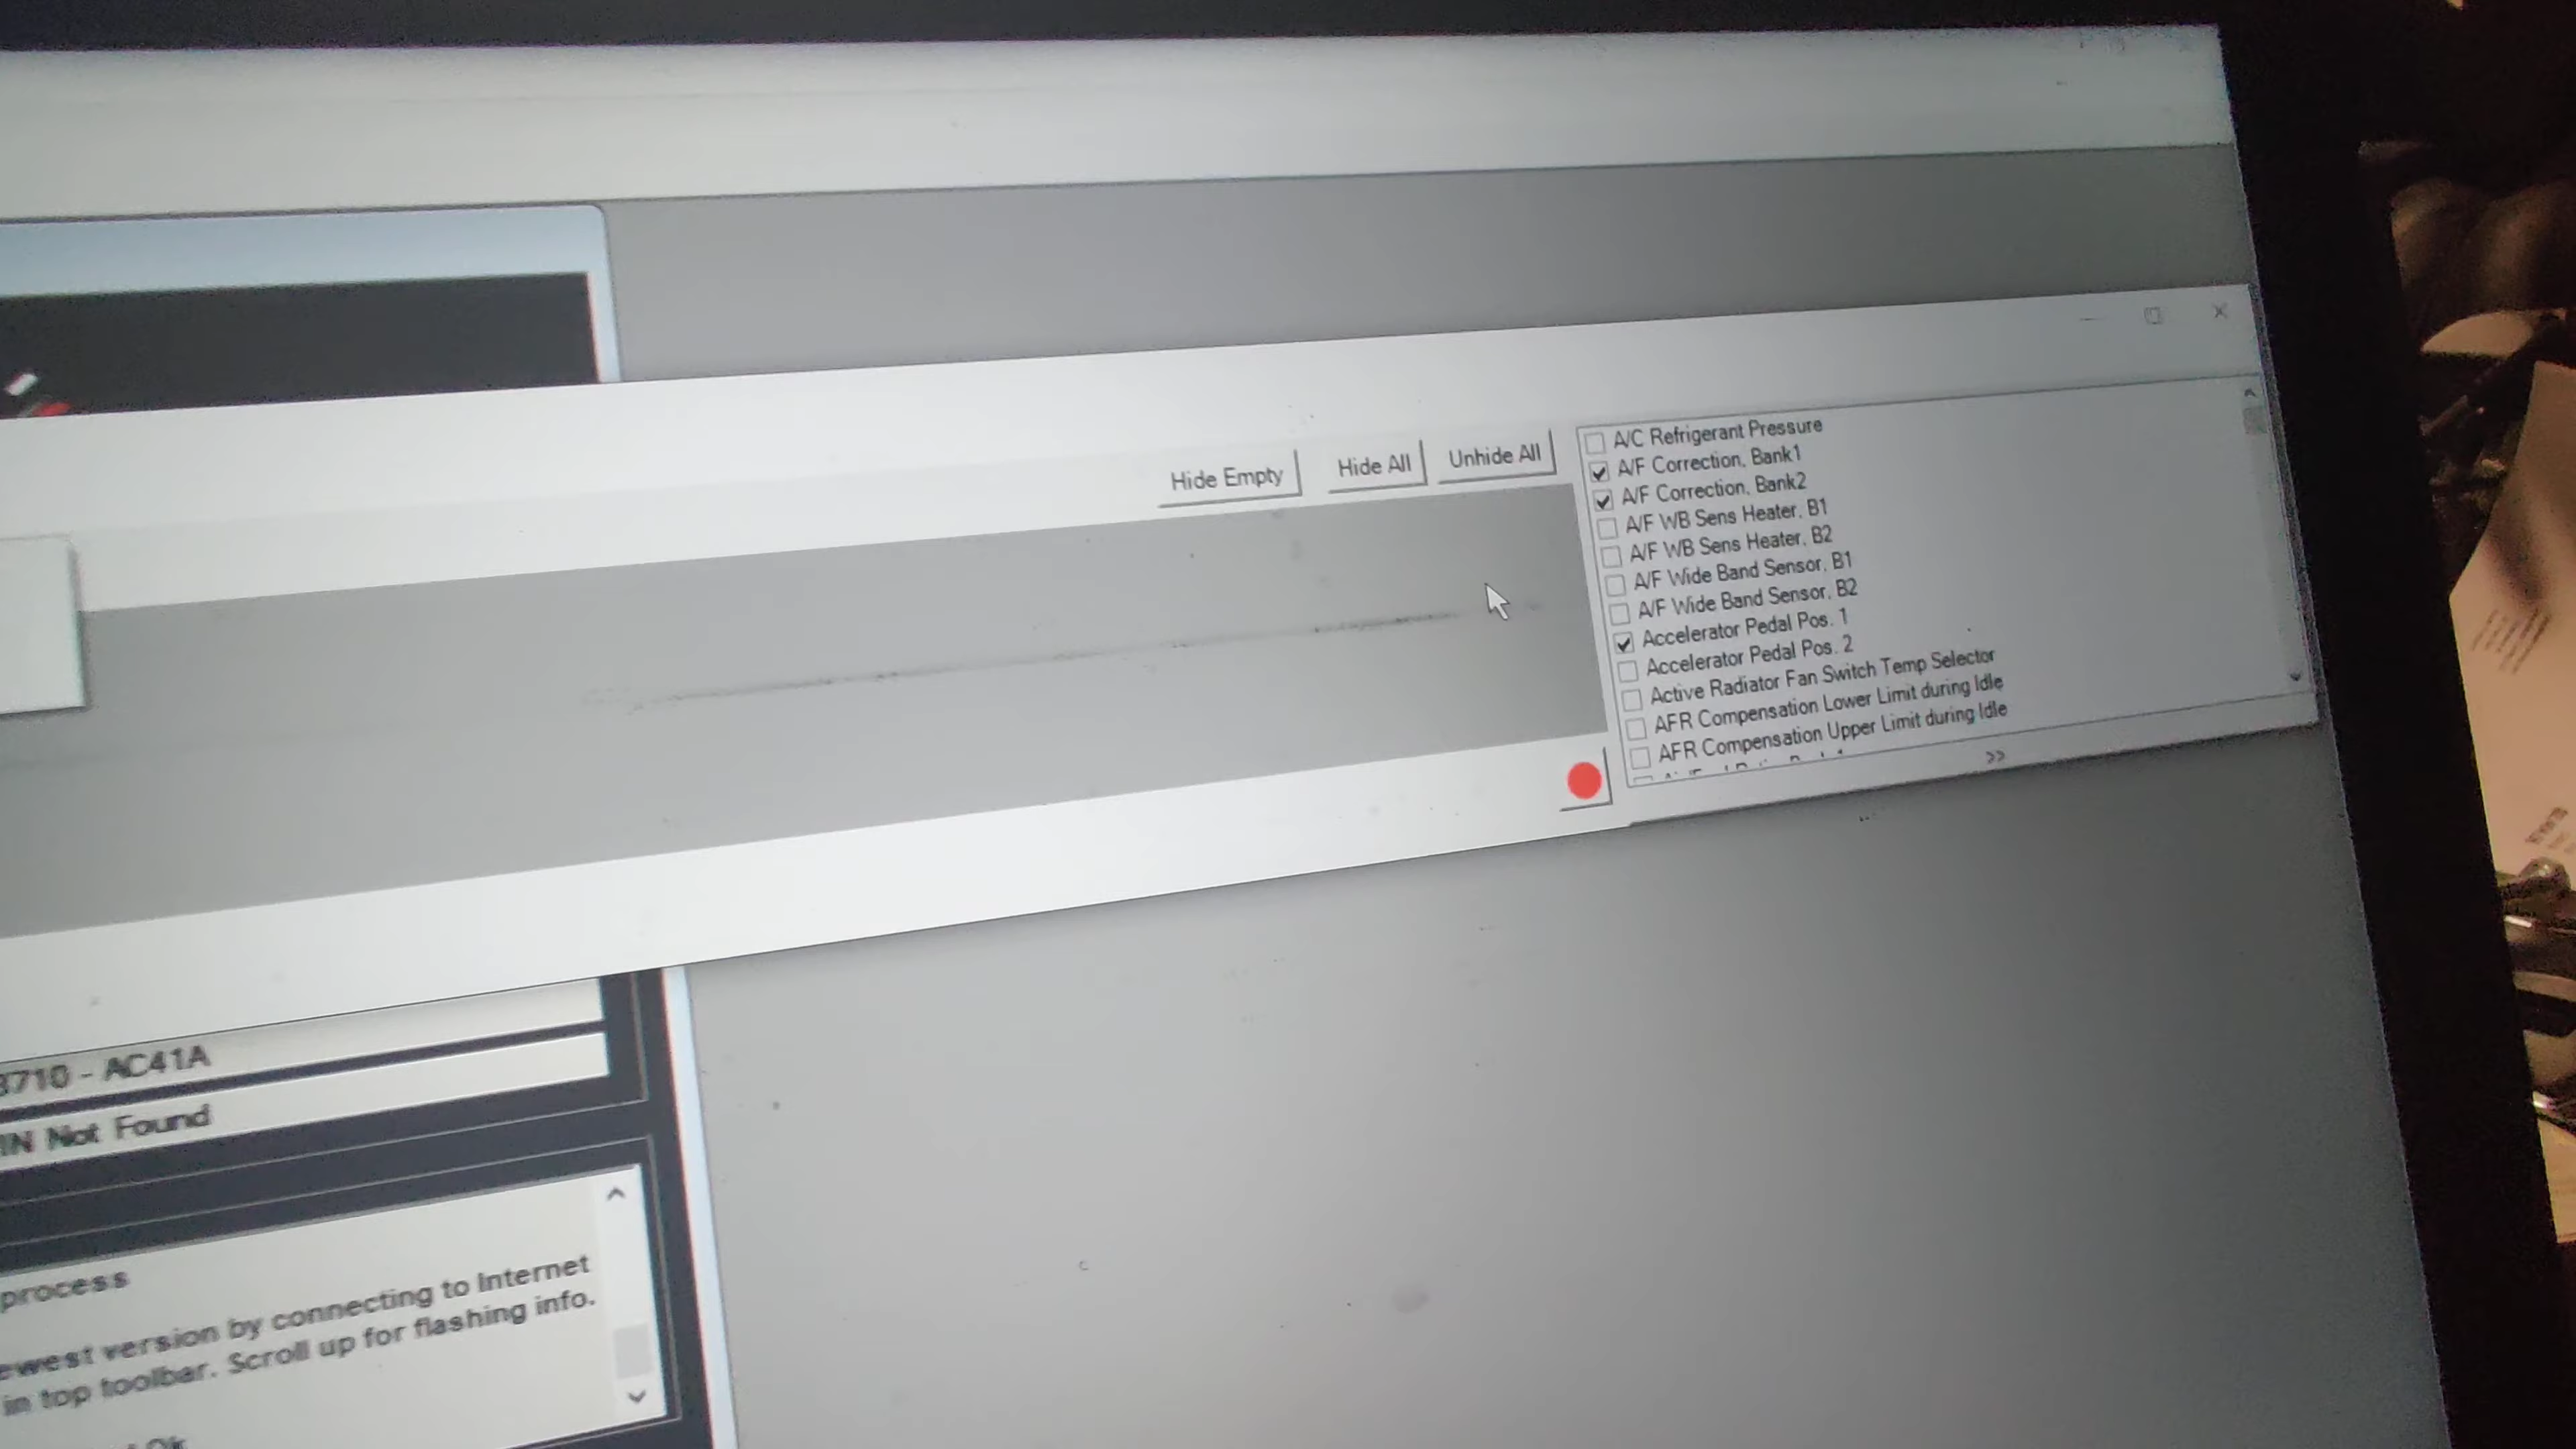 Hide Empty
Hide All
Unhide All
A/C Refrigerant Pressure
A/F Correction, Bank1
A/F Correction, Bank2
A/F WB Sens Heater, B1
A/F WB Sens Heater, B2
A/F Wide Band Sensor, B1
A/F Wide Band Sensor, B2
Accelerator Pedal Pos. 1
Accelerator Pedal Pos. 2
Active Radiator Fan Switch Temp Selector
AFR Compensation Lower Limit during Idle
AFR Compensation Upper Limit during Idle
>>
3710 - AC41A
IN Not Found
process
ewest version by connecting to Internet
in top toolbar. Scroll up for flashing info.
Ok